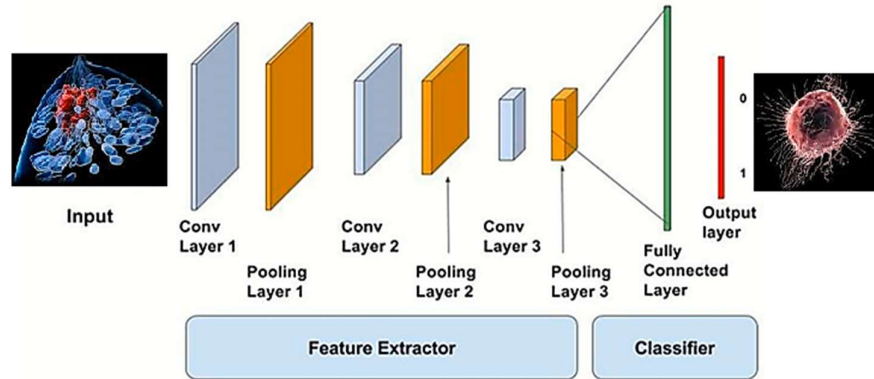 Input
Conv
Layer 1
Pooling
Layer 1
Conv
Layer 2
Pooling
Layer 2
Conv
Layer 3
Pooling
Layer 3
Fully
Connected
Layer
Output
layer
0
1
Feature Extractor
Classifier